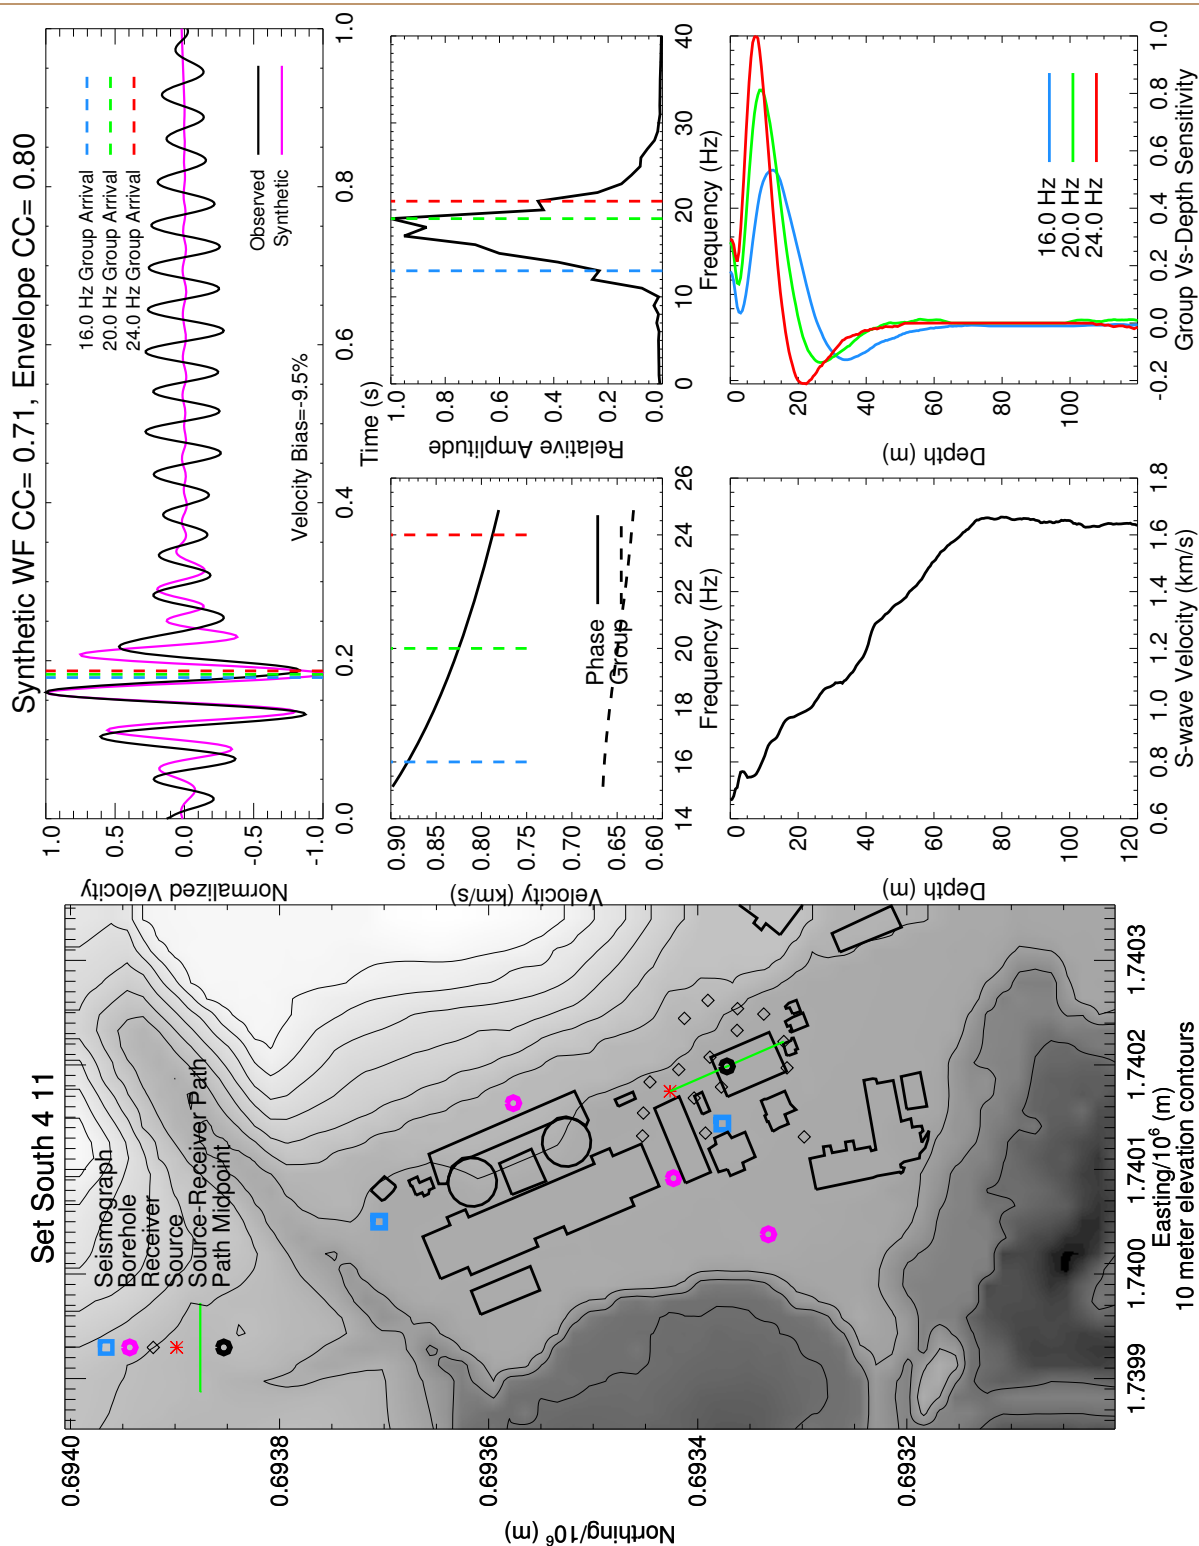 Set South 4 11
Seismograph
Borehole
Receiver
Source
Source-Receiver Path
Path Midpoint
0.6940
0.6938
0.6936
0.6934
0.6932
Northing/10⁶ (m)
1.7399
1.7400
1.7401
1.7402
1.7403
Easting/10⁶ (m)
10 meter elevation contours
Synthetic WF CC= 0.71, Envelope CC= 0.80
1.0
0.5
0.0
-0.5
-1.0
Normalized Velocity
16.0 Hz Group Arrival
20.0 Hz Group Arrival
24.0 Hz Group Arrival
Observed
Synthetic
Velocity Bias=-9.5%
0.0
0.2
0.4
0.6
0.8
1.0
Time (s)
0.90
0.85
0.80
0.75
0.70
0.65
0.60
Velocity (km/s)
Phase
Group
14
16
18
20
22
24
26
Frequency (Hz)
1.0
0.8
0.6
0.4
0.2
0.0
Relative Amplitude
0
10
20
30
40
Frequency (Hz)
0
20
40
60
80
100
120
Depth (m)
0.6
0.8
1.0
1.2
1.4
1.6
1.8
S-wave Velocity (km/s)
0
20
40
60
80
100
Depth (m)
16.0 Hz
20.0 Hz
24.0 Hz
-0.2
0.0
0.2
0.4
0.6
0.8
1.0
Group Vs-Depth Sensitivity